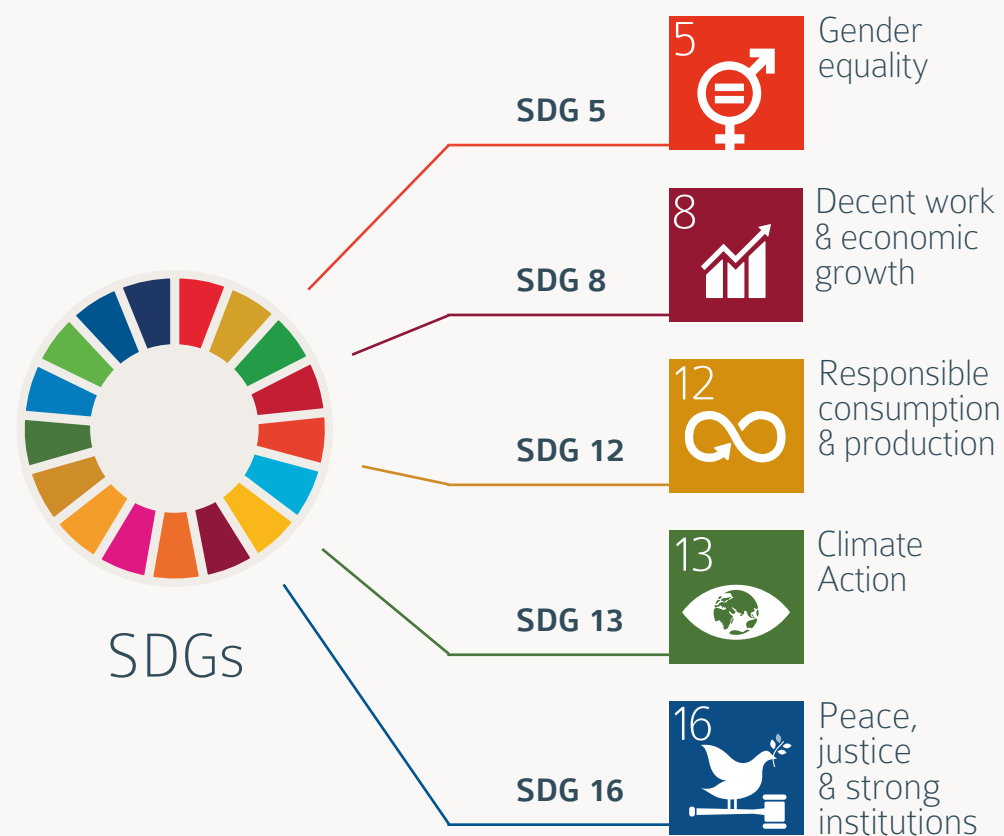 SDGs
SDG 5
5
Gender
equality
SDG 8
8
Decent work
& economic
growth
SDG 12
12
Responsible
consumption
& production
SDG 13
13
Climate
Action
SDG 16
16
Peace,
justice
& strong
institutions